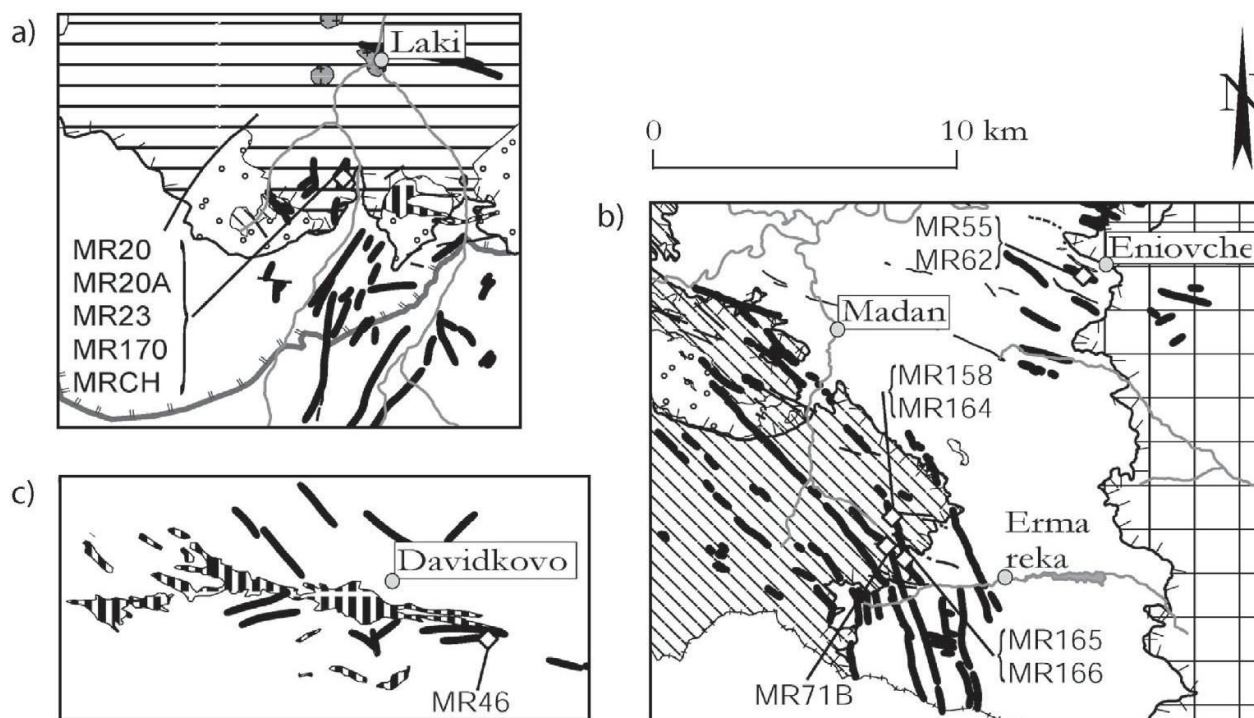 a)
Laki
MR20
MR20A
MR23
MR170
MRCH
N
0 10 km
b)
MR55
MR62
Eniovche
Madan
MR158
MR164
Erma
reka
MR165
MR166
MR71B
c)
Davidkovo
MR46